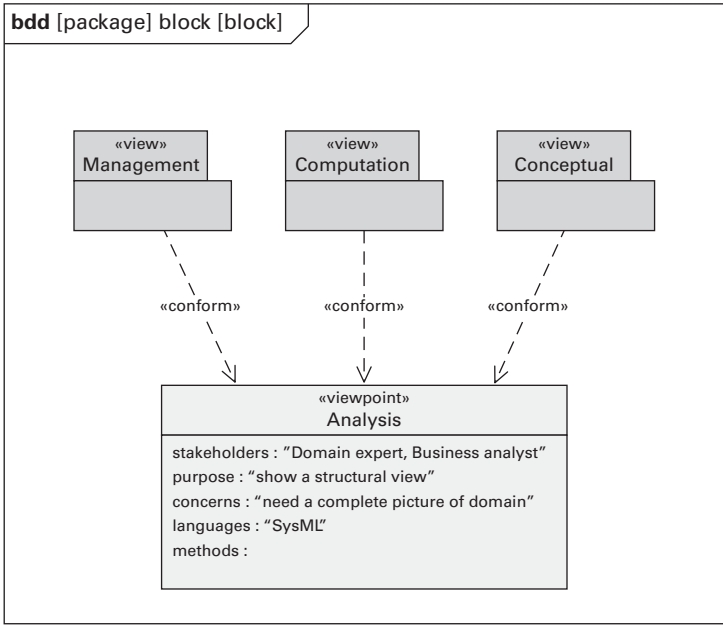 bdd [package] block [block]
«view»
Management
«view»
Computation
«view»
Conceptual
«conform»
«conform»
«conform»
«viewpoint»
Analysis
stakeholders : "Domain expert, Business analyst"
purpose : "show a structural view"
concerns : "need a complete picture of domain"
languages : "SysML"
methods :